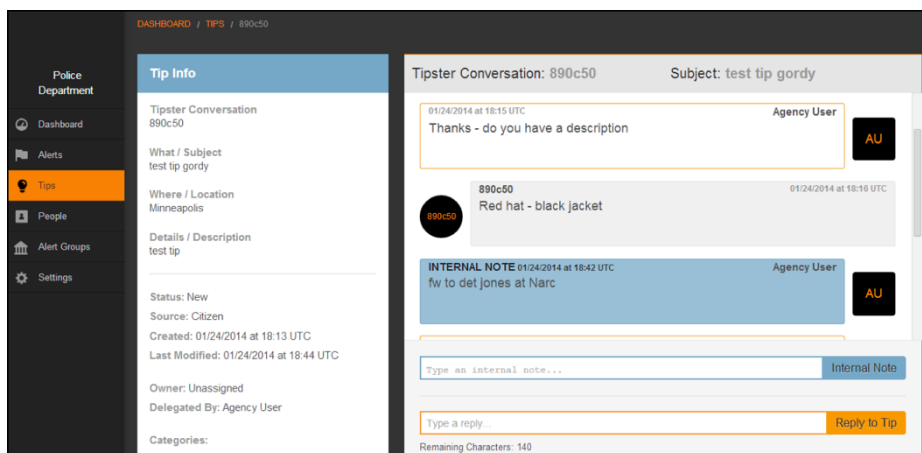 DASHBOARD / TIPS / 890c50
Police
Department
Dashboard
Alerts
Tips
People
Alert Groups
Settings
Tip Info
Tipster Conversation
890c50
What / Subject
test tip gordy
Where / Location
Minneapolis
Details / Description
test tip
Status: New
Source: Citizen
Created: 01/24/2014 at 18:13 UTC
Last Modified: 01/24/2014 at 18:44 UTC
Owner: Unassigned
Delegated By: Agency User
Categories:
Tipster Conversation: 890c50 Subject: test tip gordy
01/24/2014 at 18:15 UTC Agency User
Thanks - do you have a description
AU
890c50 01/24/2014 at 18:16 UTC
Red hat - black jacket
890c50
INTERNAL NOTE 01/24/2014 at 18:42 UTC Agency User
fw to det jones at Narc
AU
Type an internal note... Internal Note
Type a reply... Reply to Tip
Remaining Characters: 140